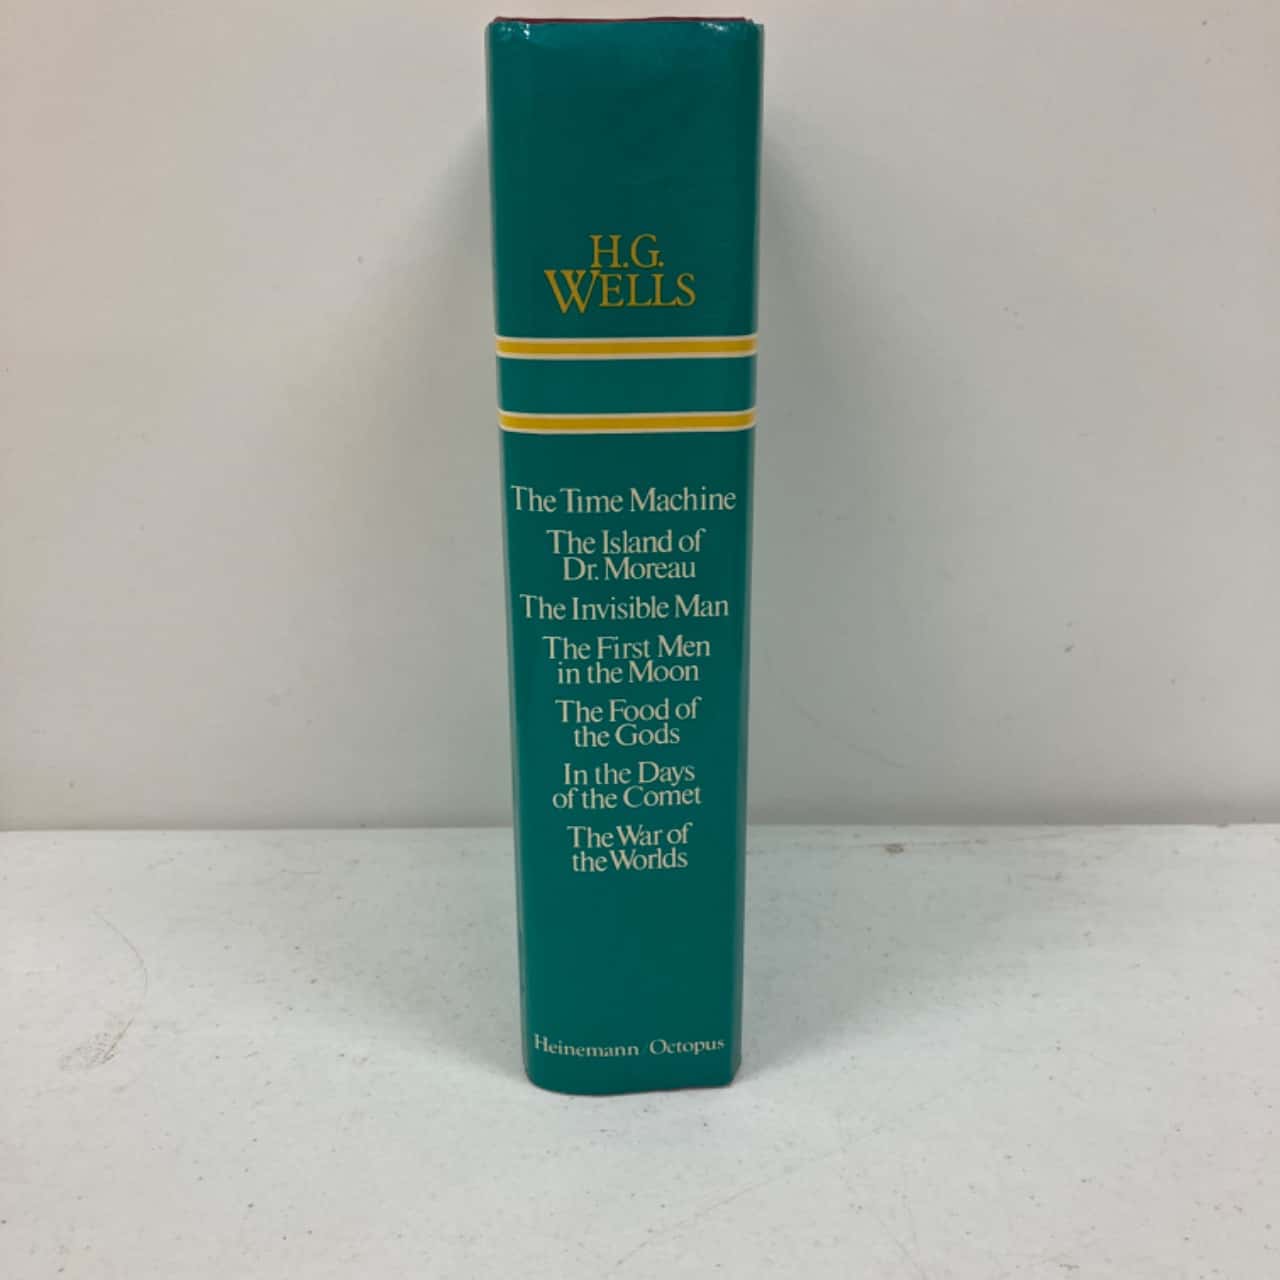 H.G.
WELLS
The Time Machine
The Island of
Dr. Moreau
The Invisible Man
The First Men
in the Moon
The Food of
the Gods
In the Days
of the Comet
The War of
the Worlds
Heinemann / Octopus